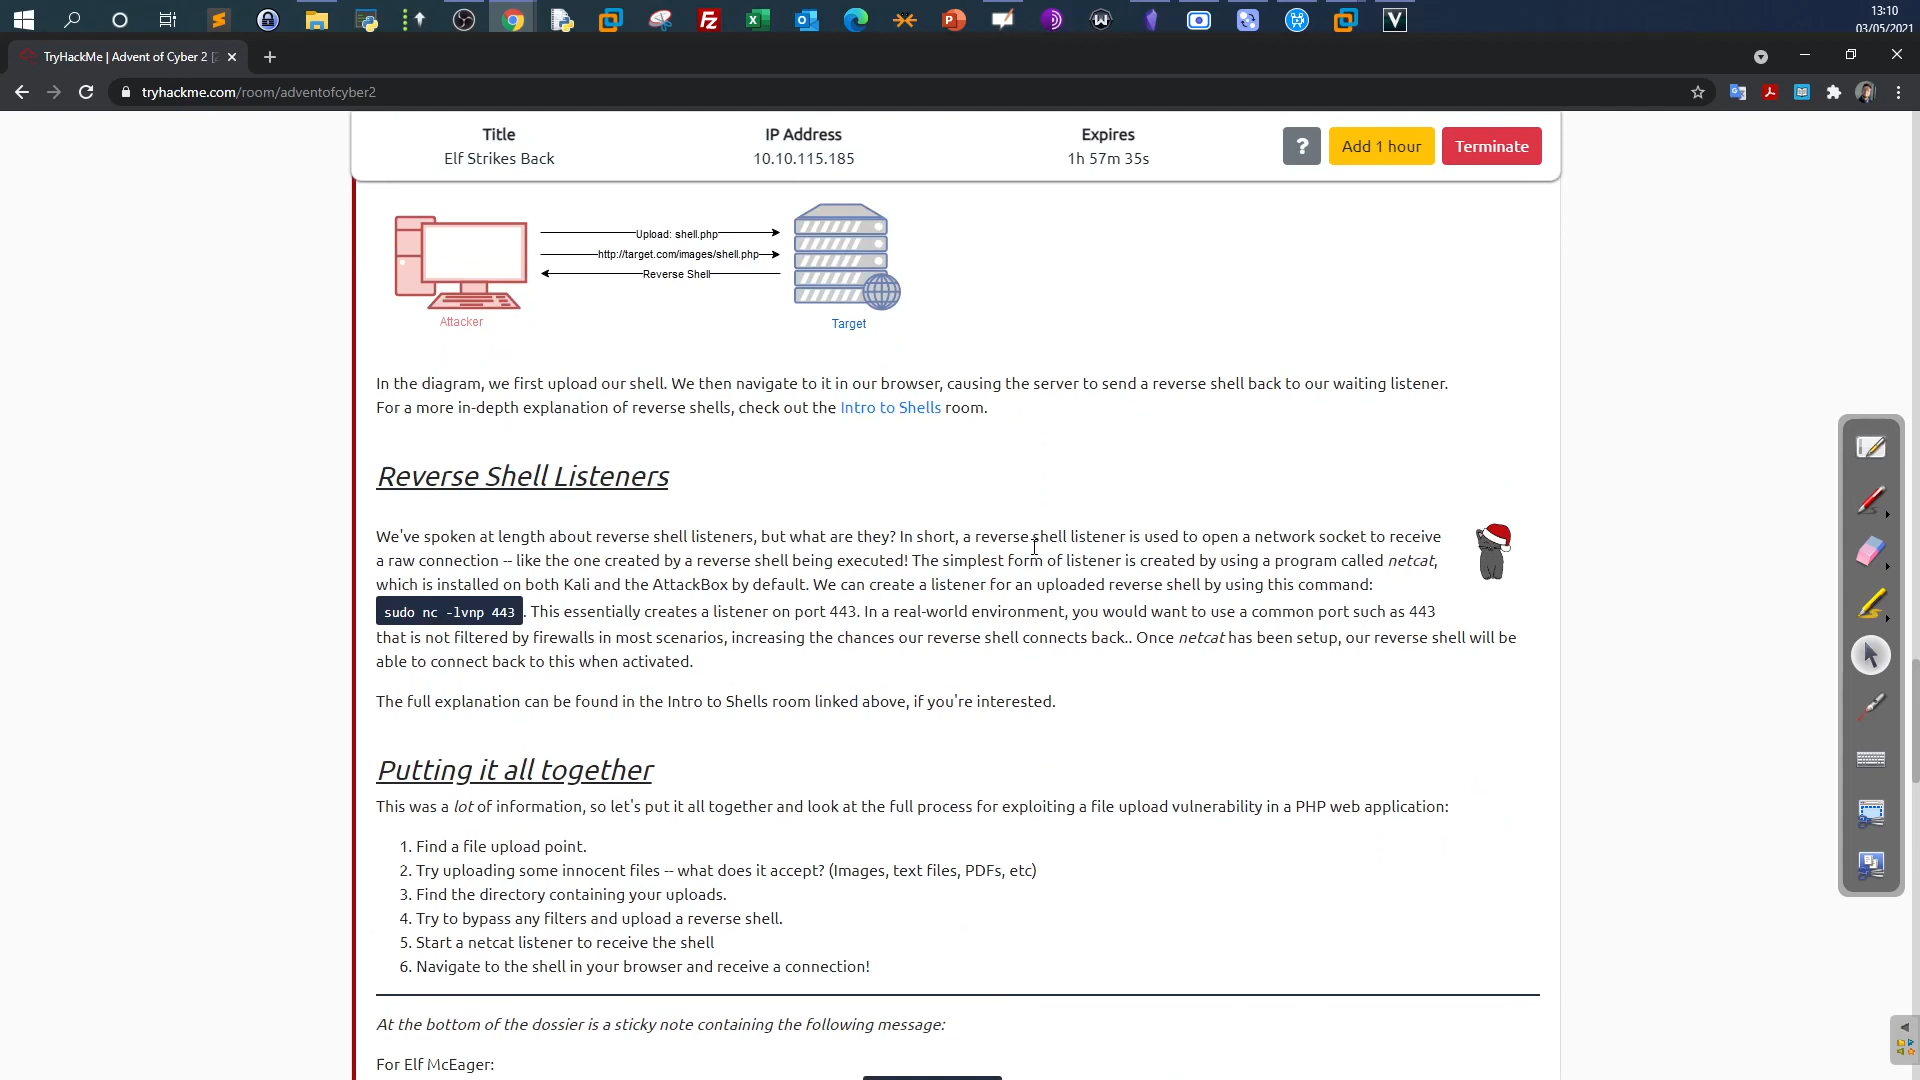 13:10
03/05/2021
TryHackMe | Advent of Cyber 2 [
tryhackme.com/room/adventofcyber2
Title
IP Address
Expires
Elf Strikes Back
10.10.115.185
1h 57m 35s
?
Add 1 hour
Terminate
Upload: shell.php
http://target.com/images/shell.php
Reverse Shell
Attacker
Target
In the diagram, we first upload our shell. We then navigate to it in our browser, causing the server to send a reverse shell back to our waiting listener.
For a more in-depth explanation of reverse shells, check out the Intro to Shells room.
Reverse Shell Listeners
We've spoken at length about reverse shell listeners, but what are they? In short, a reverse shell listener is used to open a network socket to receive
a raw connection -- like the one created by a reverse shell being executed! The simplest form of listener is created by using a program called netcat,
which is installed on both Kali and the AttackBox by default. We can create a listener for an uploaded reverse shell by using this command:
sudo nc -lvnp 443. This essentially creates a listener on port 443. In a real-world environment, you would want to use a common port such as 443
that is not filtered by firewalls in most scenarios, increasing the chances our reverse shell connects back.. Once netcat has been setup, our reverse shell will be
able to connect back to this when activated.
The full explanation can be found in the Intro to Shells room linked above, if you're interested.
Putting it all together
This was a lot of information, so let's put it all together and look at the full process for exploiting a file upload vulnerability in a PHP web application:
1. Find a file upload point.
2. Try uploading some innocent files -- what does it accept? (Images, text files, PDFs, etc)
3. Find the directory containing your uploads.
4. Try to bypass any filters and upload a reverse shell.
5. Start a netcat listener to receive the shell
6. Navigate to the shell in your browser and receive a connection!
At the bottom of the dossier is a sticky note containing the following message:
For Elf McEager: